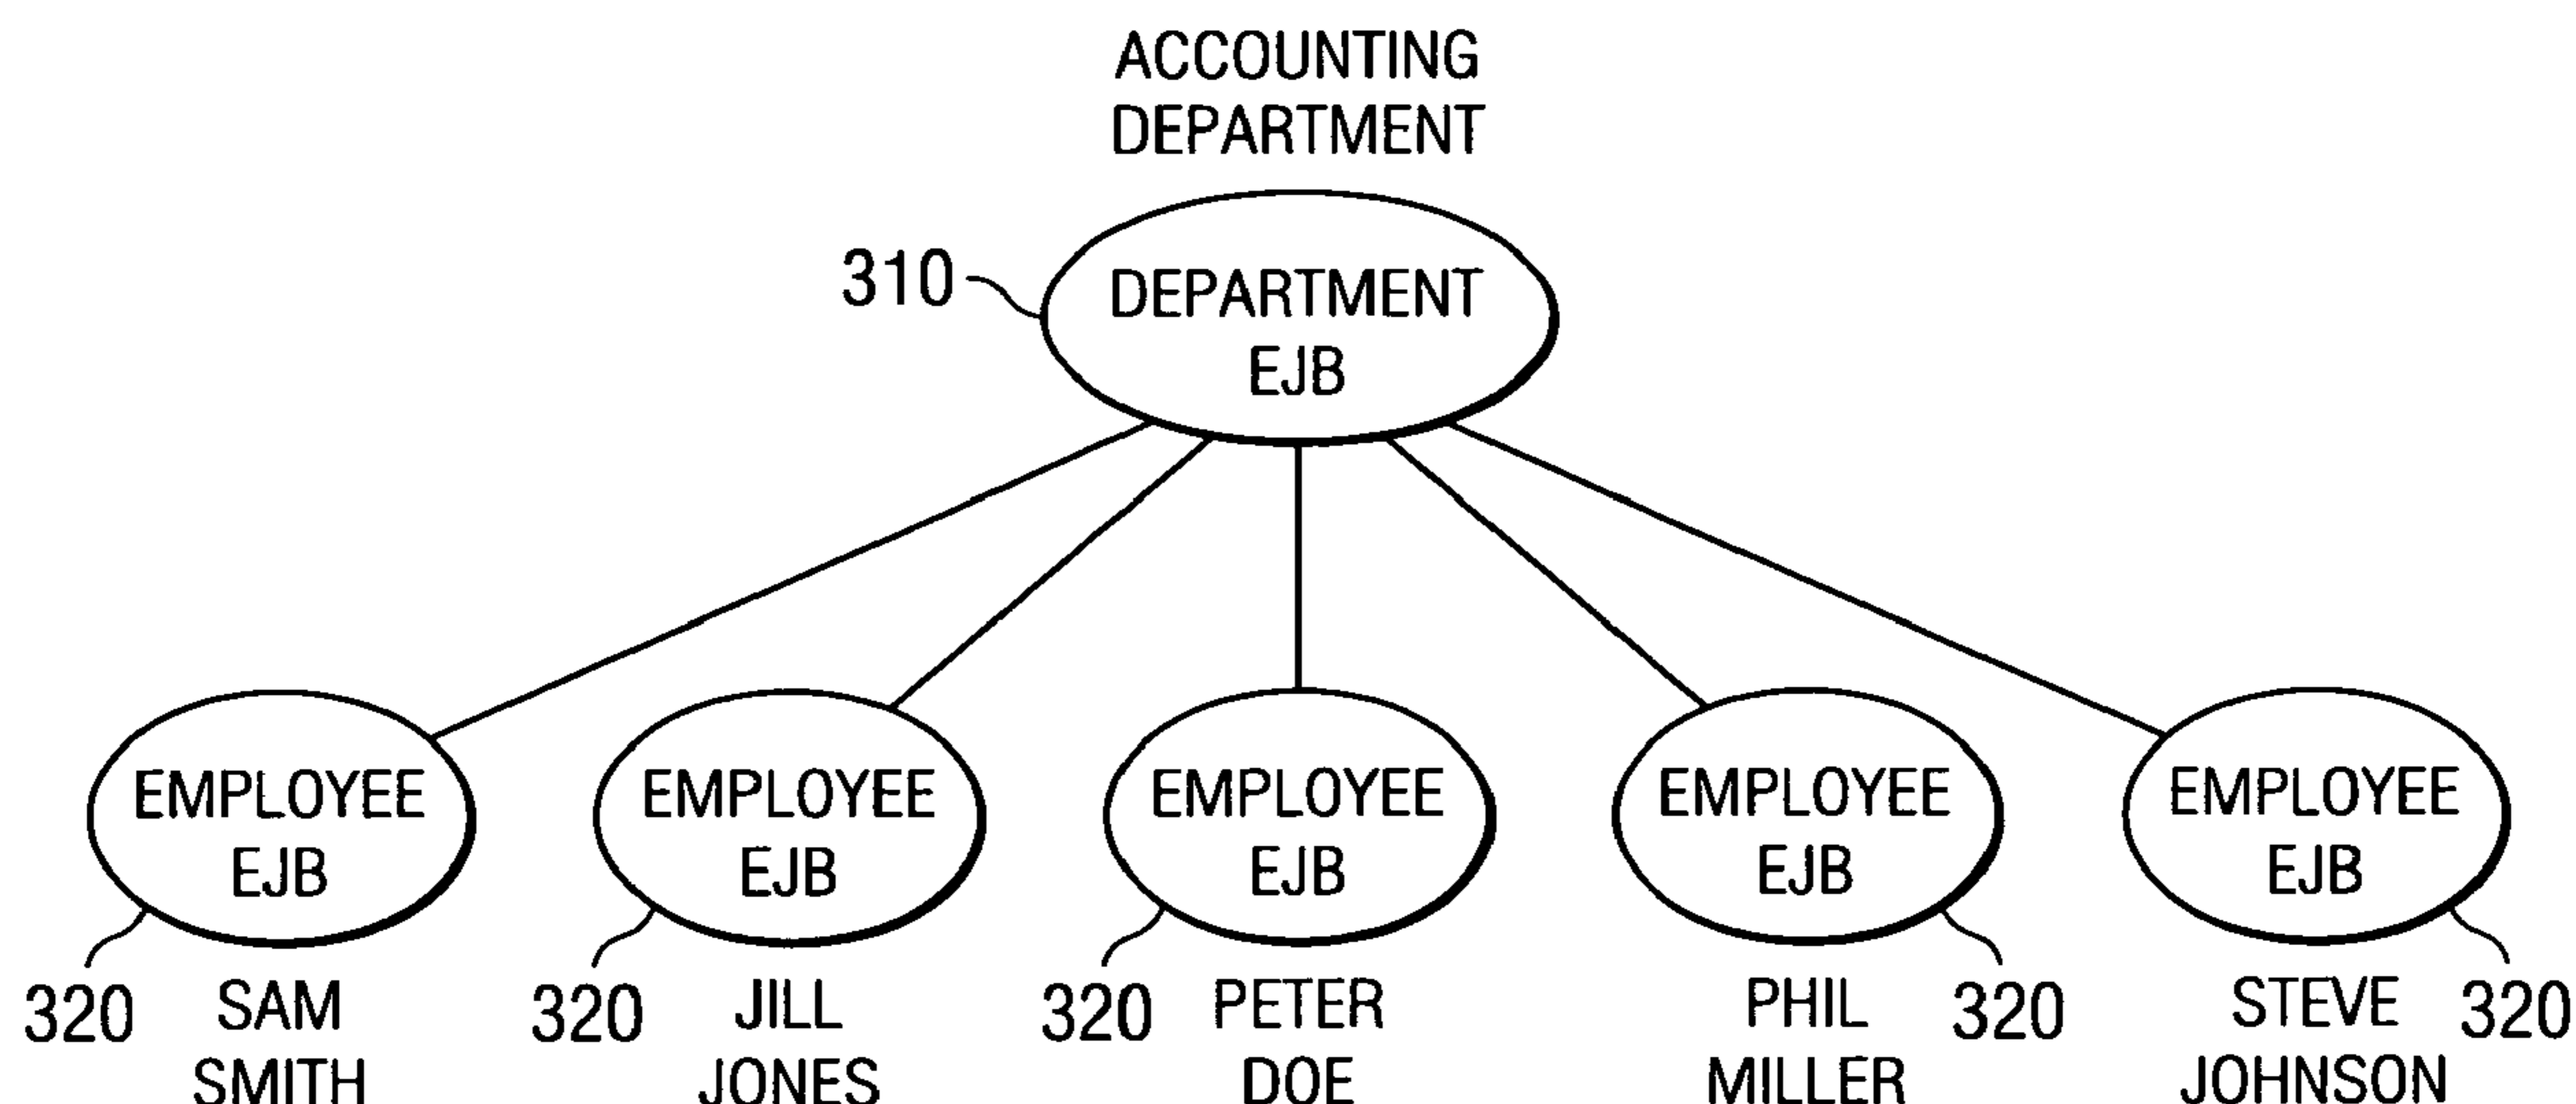 ACCOUNTING
DEPARTMENT
310
DEPARTMENT
EJB
EMPLOYEE
EJB
EMPLOYEE
EJB
EMPLOYEE
EJB
EMPLOYEE
EJB
EMPLOYEE
EJB
320
SAM
SMITH
320
JILL
JONES
320
PETER
DOE
PHIL
MILLER
320
STEVE
JOHNSON
320